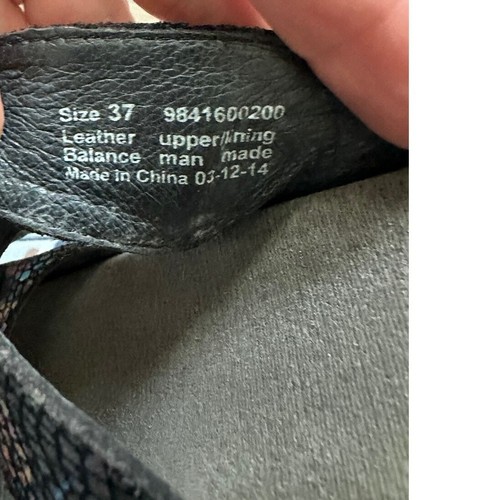 Size 37 9841600200
Leather upper/lining
Balance man made
Made in China 03-12-14